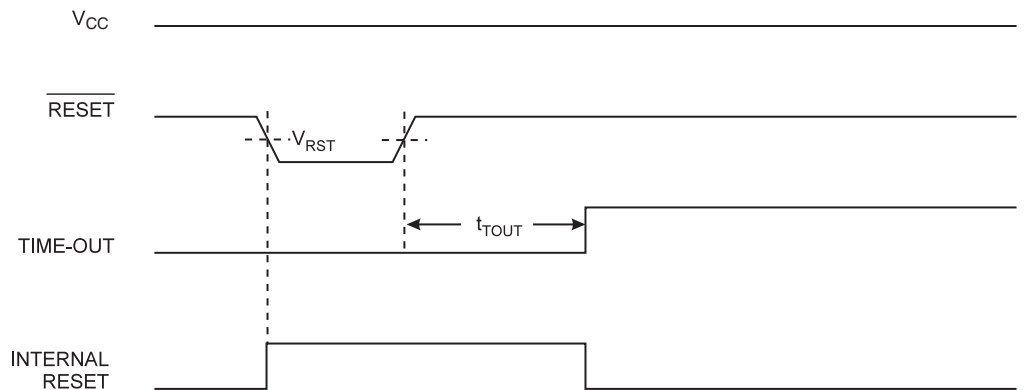 VCC
RESET
VRST
tTOUT
TIME-OUT
INTERNAL
RESET